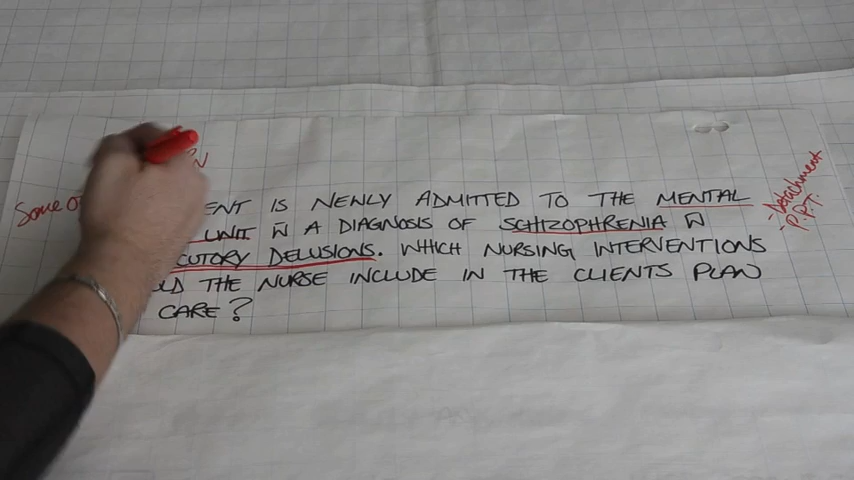 Some
ENT IS NEWLY ADMITTED TO THE MENTAL
UNIT W̄ A DIAGNOSIS OF SCHIZOPHRENIA W̄
CUTORY DELUSIONS. WHICH NURSING INTERVENTIONS
LD THE NURSE INCLUDE IN THE CLIENTS PLAN
CARE?
-Detachment
-P.P.T.